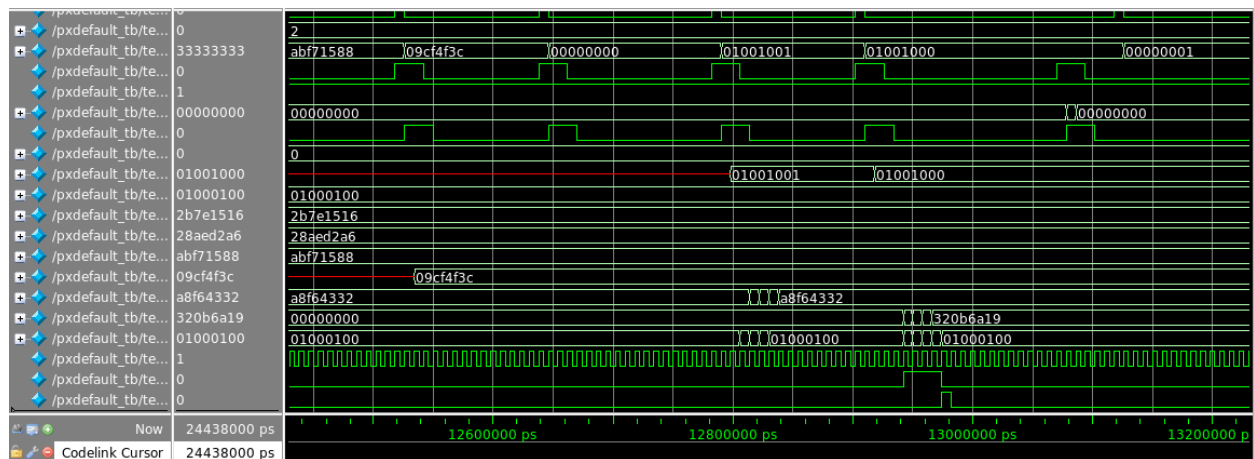 /pxdefault_tb/te... 0
/pxdefault_tb/te... 0 2
/pxdefault_tb/te... 33333333 abf71588 09cf4f3c 00000000 01001001 01001000 00000001
/pxdefault_tb/te... 0
/pxdefault_tb/te... 1
/pxdefault_tb/te... 00000000 00000000 00000000
/pxdefault_tb/te... 0
/pxdefault_tb/te... 0 0
/pxdefault_tb/te... 01001000 01001001 01001000
/pxdefault_tb/te... 01000100 01000100
/pxdefault_tb/te... 2b7e1516 2b7e1516
/pxdefault_tb/te... 28aed2a6 28aed2a6
/pxdefault_tb/te... abf71588 abf71588
/pxdefault_tb/te... 09cf4f3c 09cf4f3c
/pxdefault_tb/te... a8f64332 a8f64332 a8f64332
/pxdefault_tb/te... 320b6a19 00000000 320b6a19
/pxdefault_tb/te... 01000100 01000100 01000100 01000100
/pxdefault_tb/te... 1
/pxdefault_tb/te... 0
/pxdefault_tb/te... 0
Now 24438000 ps 12600000 ps 12800000 ps 13000000 ps 13200000 p
Codelink Cursor 24438000 ps